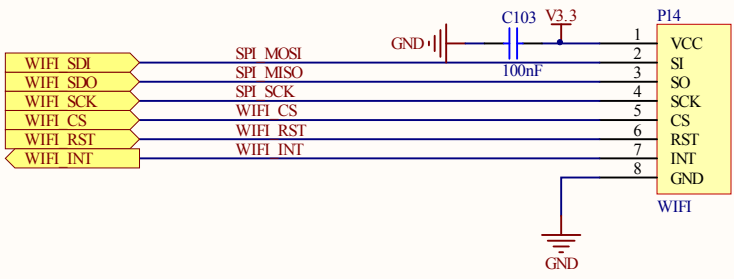 C103 V3.3 P14
GND 1 VCC
100nF
WIFI_SDI SPI_MOSI 2 SI
WIFI_SDO SPI_MISO 3 SO
WIFI_SCK SPI_SCK 4 SCK
WIFI_CS WIFI_CS 5 CS
WIFI_RST WIFI_RST 6 RST
WIFI_INT WIFI_INT 7 INT
8 GND
WIFI
GND